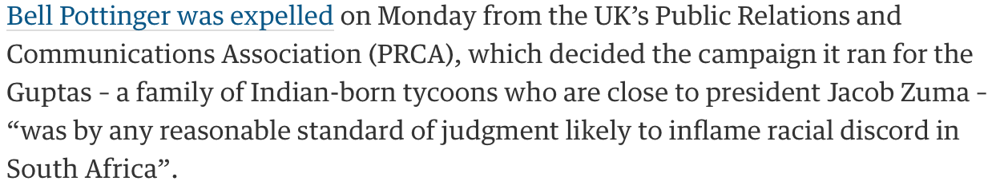 Bell Pottinger was expelled on Monday from the UK’s Public Relations and
Communications Association (PRCA), which decided the campaign it ran for the
Guptas – a family of Indian-born tycoons who are close to president Jacob Zuma –
“was by any reasonable standard of judgment likely to inflame racial discord in
South Africa”.